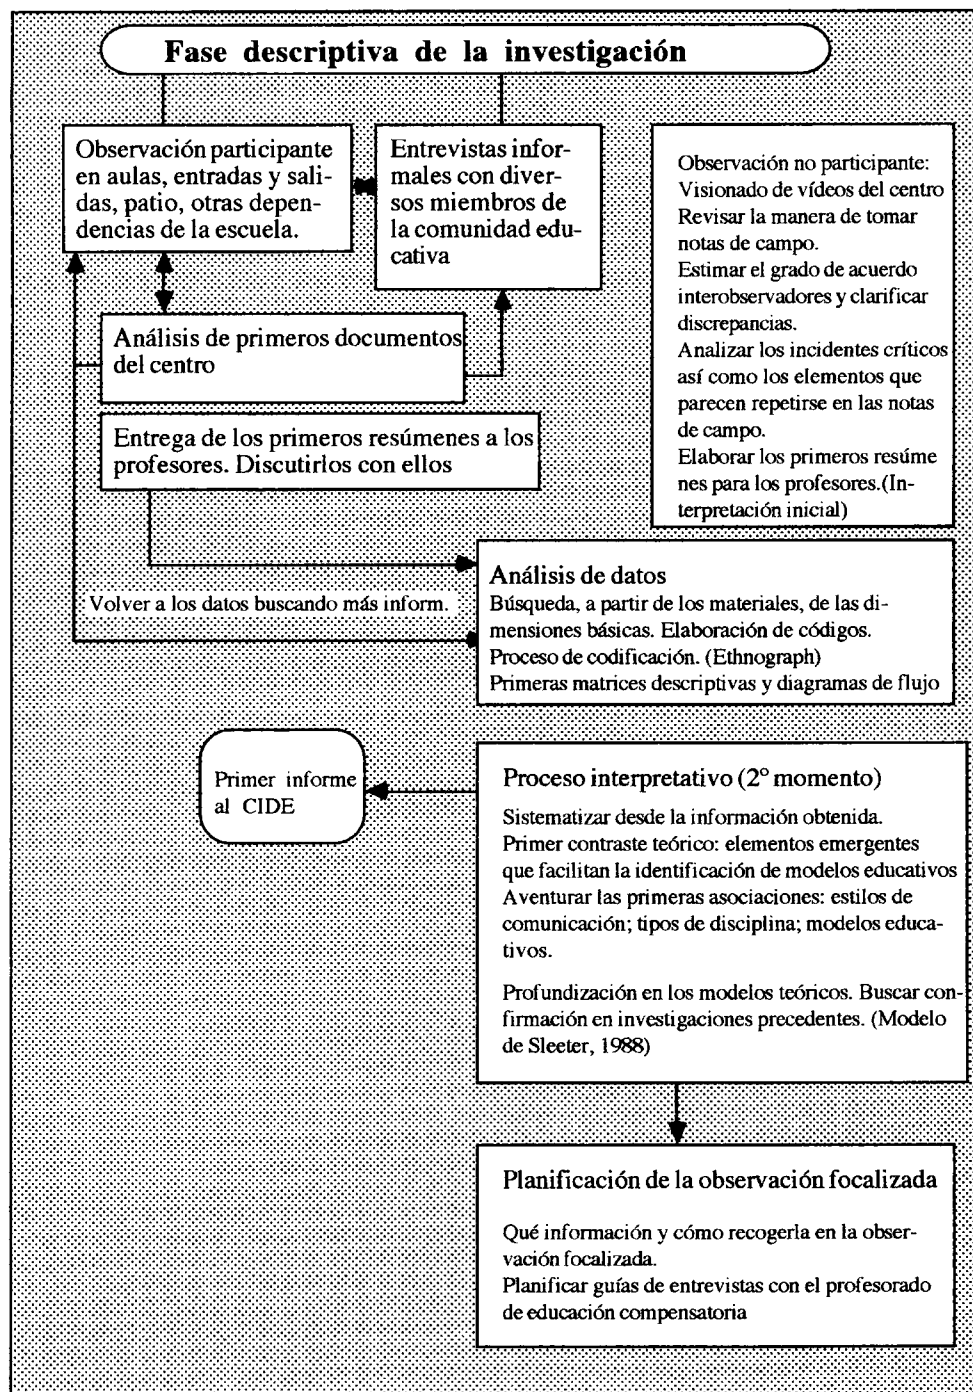 Fase descriptiva de la investigación
Observación participante
en aulas, entradas y sali-
das, patio, otras depen-
dencias de la escuela.
Entrevistas infor-
males con diver-
sos miembros de
la comunidad edu-
cativa
Observación no participante:
Visionado de vídeos del centro
Revisar la manera de tomar
notas de campo.
Estimar el grado de acuerdo
interobservadores y clarificar
discrepancias.
Analizar los incidentes críticos
así como los elementos que
parecen repetirse en las notas
de campo.
Elaborar los primeros resúme
nes para los profesores.(In-
terpretación inicial)
Análisis de primeros documentos
del centro
Entrega de los primeros resúmenes a los
profesores. Discutirlos con ellos
Volver a los datos buscando más inform.
Análisis de datos
Búsqueda, a partir de los materiales, de las di-
mensiones básicas. Elaboración de códigos.
Proceso de codificación. (Ethnograph)
Primeras matrices descriptivas y diagramas de flujo
Primer informe
al CIDE
Proceso interpretativo (2º momento)
Sistematizar desde la información obtenida.
Primer contraste teórico: elementos emergentes
que facilitan la identificación de modelos educativos
Aventurar las primeras asociaciones: estilos de
comunicación; tipos de disciplina; modelos educa-
tivos.
Profundización en los modelos teóricos. Buscar con-
firmación en investigaciones precedentes. (Modelo
de Sleeter, 1988)
Planificación de la observación focalizada
Qué información y cómo recogerla en la obser-
vación focalizada.
Planificar guías de entrevistas con el profesorado
de educación compensatoria